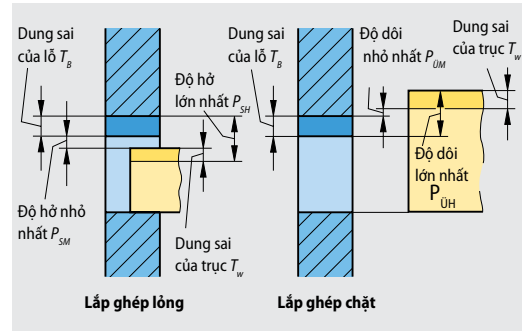 Dung sai
của lỗ T_B
Độ hở
lớn nhất P_SH
Độ hở nhỏ
nhất P_SM
Dung sai
của trục T_w
Lắp ghép lỏng
Dung sai
của lỗ T_B
Độ dôi
nhỏ nhất P_ÜM
Dung sai
của trục T_w
Độ dôi
lớn nhất
P_ÜH
Lắp ghép chặt